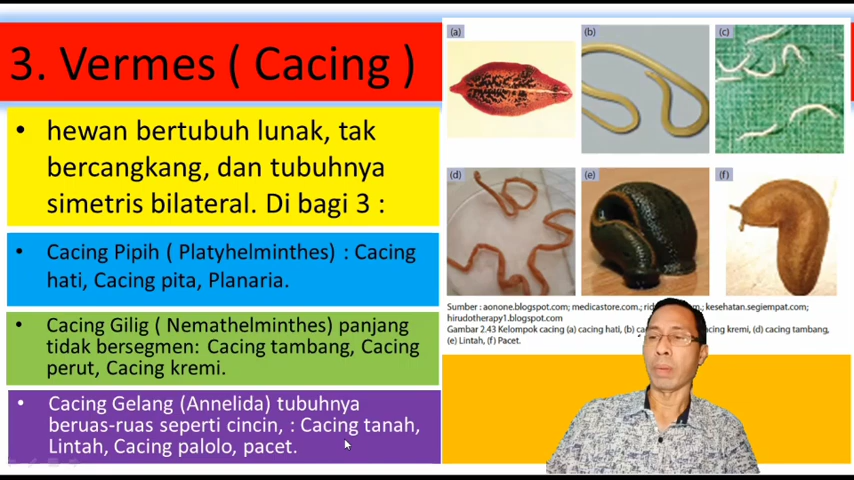 3. Vermes ( Cacing )
• hewan bertubuh lunak, tak
bercangkang, dan tubuhnya
simetris bilateral. Di bagi 3 :
• Cacing Pipih ( Platyhelminthes) : Cacing
hati, Cacing pita, Planaria.
• Cacing Gilig ( Nemathelminthes) panjang
tidak bersegmen: Cacing tambang, Cacing
perut, Cacing kremi.
• Cacing Gelang (Annelida) tubuhnya
beruas-ruas seperti cincin, : Cacing tanah,
Lintah, Cacing palolo, pacet.
(a) (b) (c)
(d) (e) (f)
Sumber : aonone.blogspot.com; medicastore.com.; kesehatan.segiempat.com;
hirudotherapy1.blogspot.com
Gambar 2.43 Kelompok cacing (a) cacing hati, (b) cacing kremi, (d) cacing tambang,
(e) Lintah, (f) Pacet.